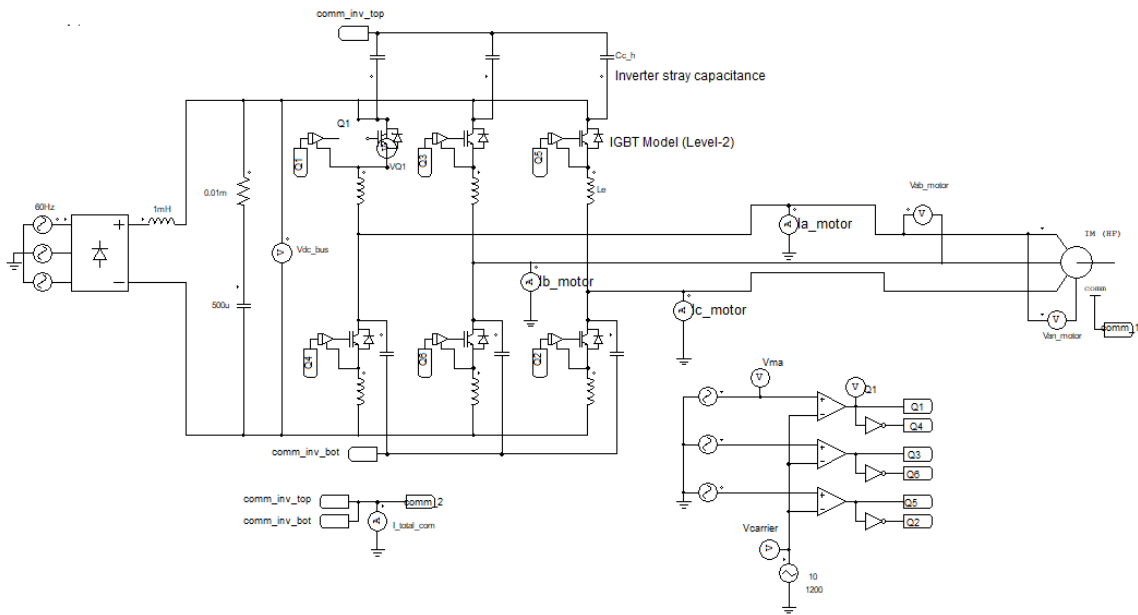 comm_inv_top
Cc_h
Inverter stray capacitance
Q1
IGBT Model (Level-2)
Q1
VQ1
Q3
Q5
0.01m
Le
60Hz
1mH
Vdc_bus
Vab_motor
Ia_motor
IM (HF)
Ib_motor
Ic_motor
comm
comm_1
Van_motor
500u
Q4
Q6
Q2
Vma
Q1
Q1
Q4
comm_inv_bot
Q3
Q6
comm_inv_top
comm_2
comm_inv_bot
I_total_com
Q5
Q2
Vcarrier
10
1200
V
V
V
V